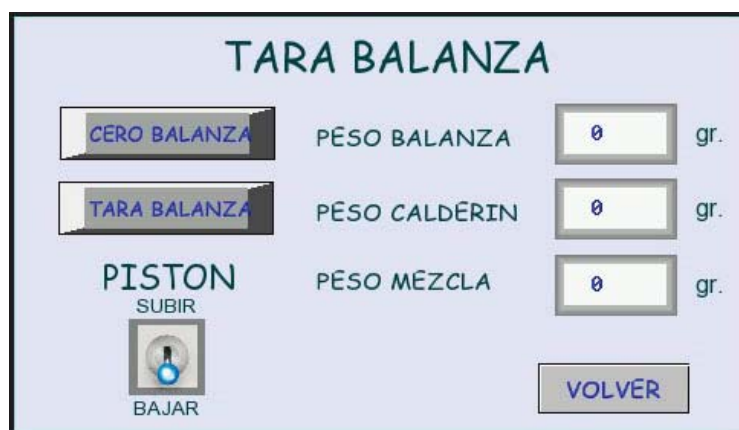 TARA BALANZA
CERO BALANZA
PESO BALANZA
0
gr.
TARA BALANZA
PESO CALDERIN
0
gr.
PISTON
PESO MEZCLA
0
gr.
SUBIR
BAJAR
VOLVER